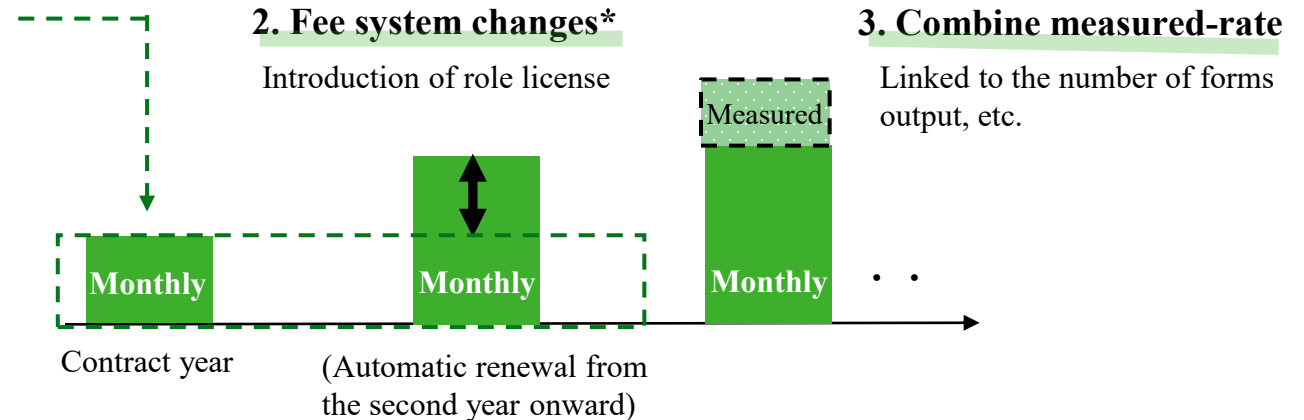 2. Fee system changes*
Introduction of role license
3. Combine measured-rate
Linked to the number of forms
output, etc.
Measured
Monthly
Monthly
Monthly
. .
Contract year
(Automatic renewal from
the second year onward)